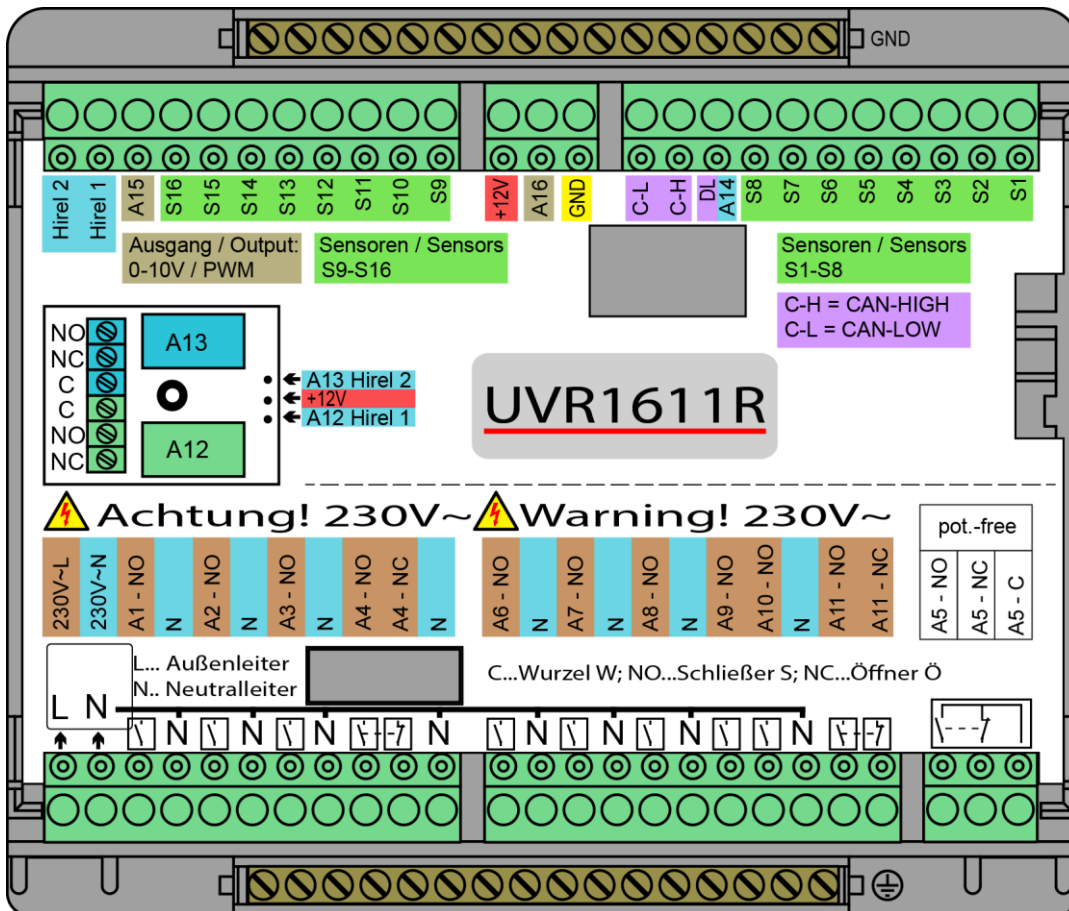 GND
Hirel 2
Hirel 1
A15
S16
S15
S14
S13
S12
S11
S10
S9
+12V
A16
GND
C-L
C-H
DL
A14
S8
S7
S6
S5
S4
S3
S2
S1
Ausgang / Output:
0-10V / PWM
Sensoren / Sensors
S9-S16
Sensoren / Sensors
S1-S8
C-H = CAN-HIGH
C-L = CAN-LOW
NO
NC
C
C
NO
NC
A13
A12
A13 Hirel 2
+12V
A12 Hirel 1
UVR1611R
Achtung! 230V~
Warning! 230V~
230V~L
230V~N
A1 - NO
N
A2 - NO
N
A3 - NO
N
A4 - NO
A4 - NC
N
A6 - NO
N
A7 - NO
N
A8 - NO
N
A9 - NO
A10 - NO
N
A11 - NO
A11 - NC
pot.-free
A5 - NO
A5 - NC
A5 - C
L... Außenleiter
N.. Neutralleiter
C...Wurzel W; NO...Schließer S; NC...Öffner Ö
L N N N N N N N N N